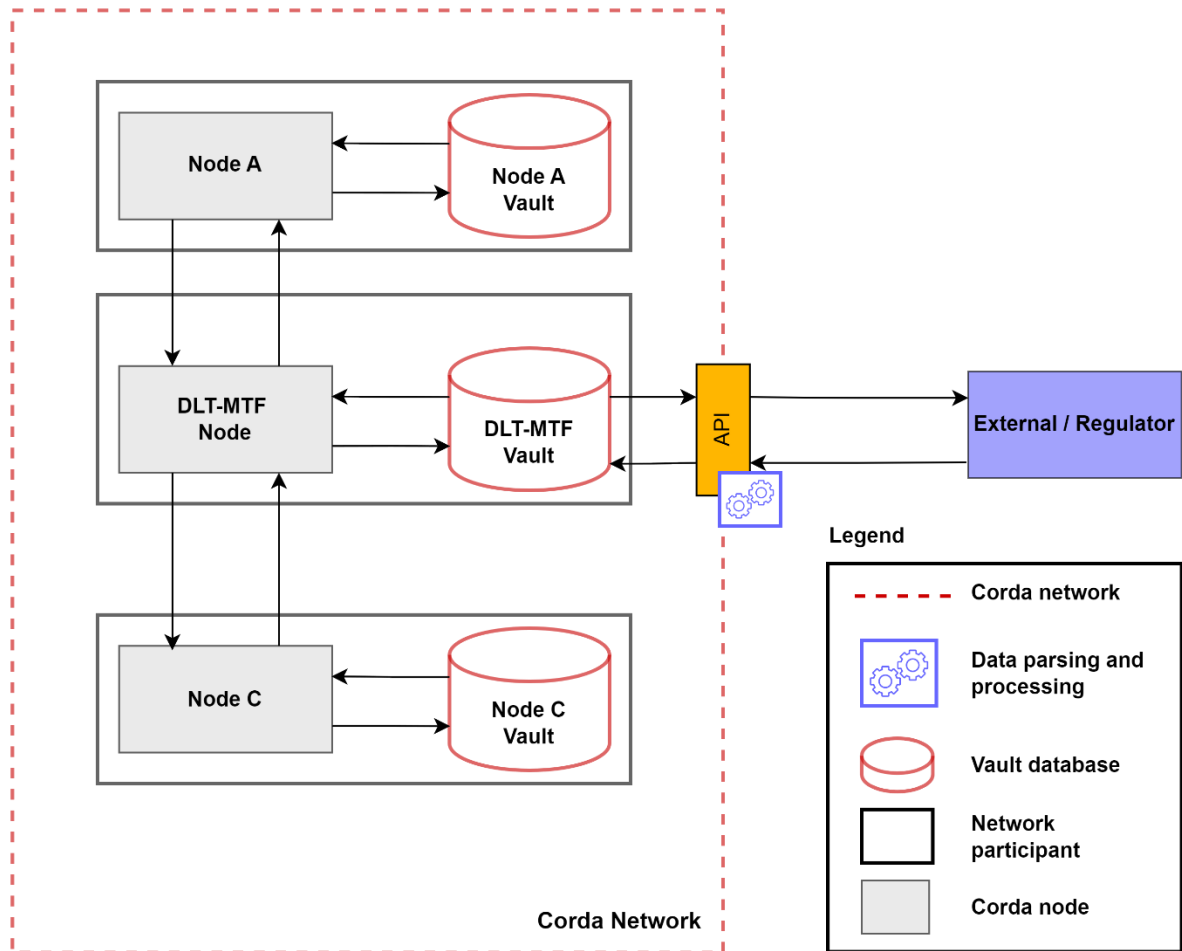 Node A
Node A
Vault
DLT-MTF
Node
DLT-MTF
Vault
API
External / Regulator
Node C
Node C
Vault
Corda Network
Legend
Corda network
Data parsing and
processing
Vault database
Network
participant
Corda node